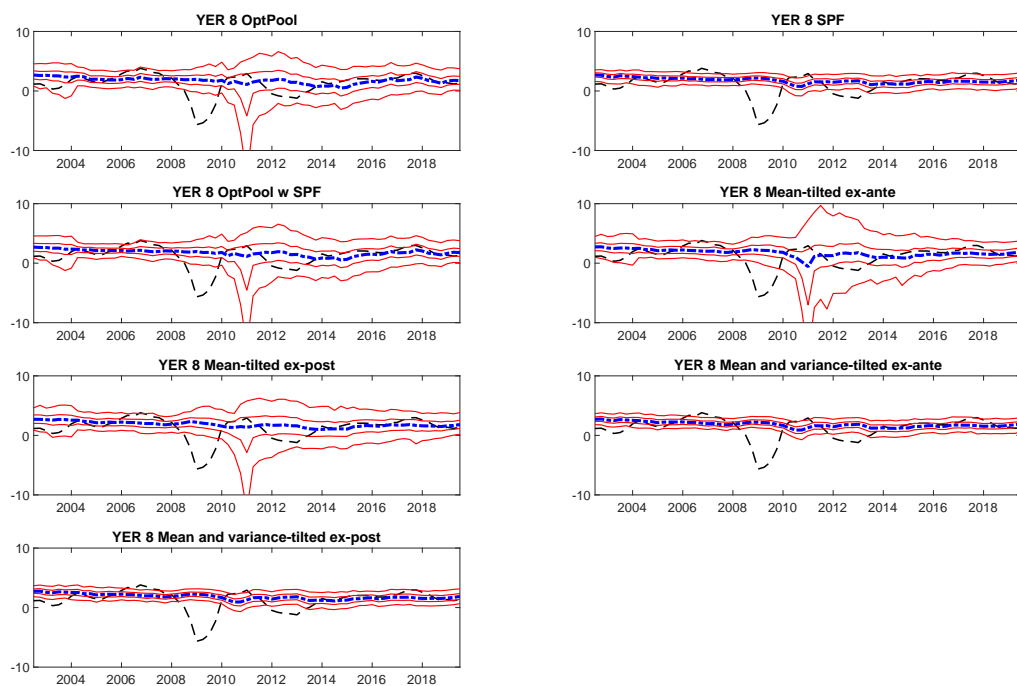 YER 8 OptPool
10
0
-10
2004 2006 2008 2010 2012 2014 2016 2018
YER 8 SPF
10
0
-10
2004 2006 2008 2010 2012 2014 2016 2018
YER 8 OptPool w SPF
10
0
-10
2004 2006 2008 2010 2012 2014 2016 2018
YER 8 Mean-tilted ex-ante
10
0
-10
2004 2006 2008 2010 2012 2014 2016 2018
YER 8 Mean-tilted ex-post
10
0
-10
2004 2006 2008 2010 2012 2014 2016 2018
YER 8 Mean and variance-tilted ex-ante
10
0
-10
2004 2006 2008 2010 2012 2014 2016 2018
YER 8 Mean and variance-tilted ex-post
10
0
-10
2004 2006 2008 2010 2012 2014 2016 2018